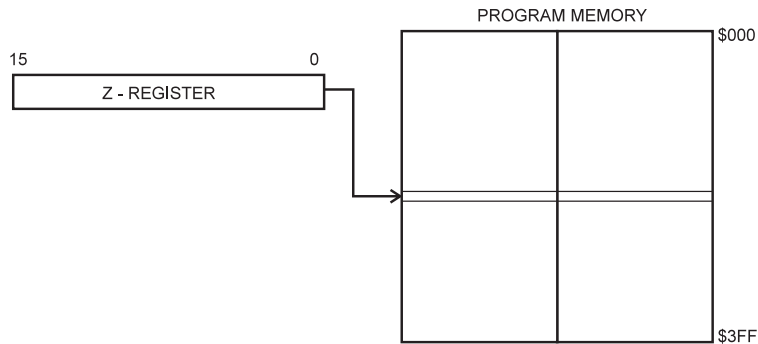 PROGRAM MEMORY
$000
15 0
Z - REGISTER
$3FF